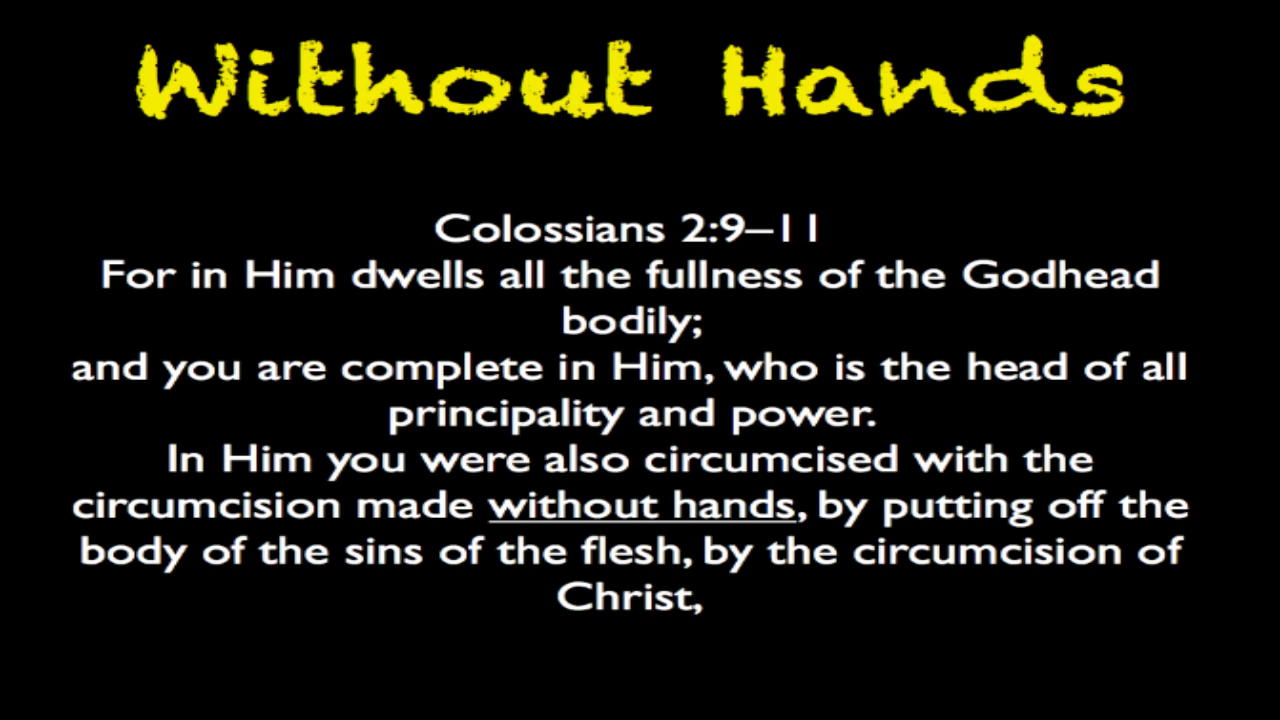 Without Hands
Colossians 2:9–11
For in Him dwells all the fullness of the Godhead
bodily;
and you are complete in Him, who is the head of all
principality and power.
In Him you were also circumcised with the
circumcision made without hands, by putting off the
body of the sins of the flesh, by the circumcision of
Christ,